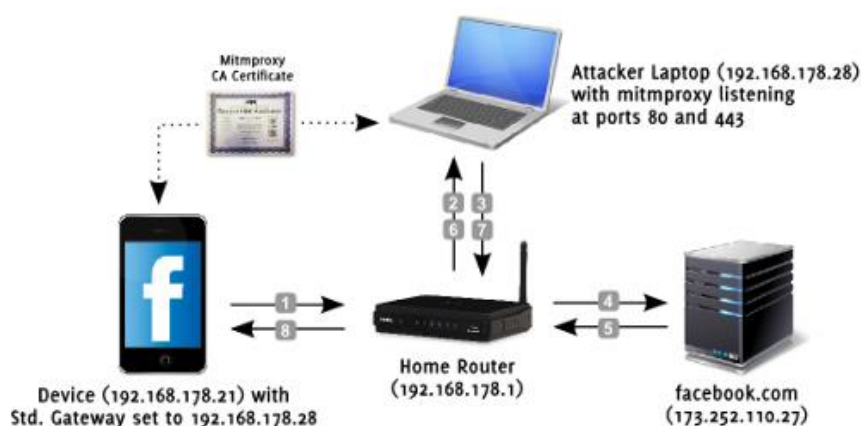 Mitmproxy
CA Certificate
Attacker Laptop (192.168.178.28)
with mitmproxy listening
at ports 80 and 443
2
3
6
7
f
1
8
4
5
Home Router
(192.168.178.1)
Device (192.168.178.21) with
Std. Gateway set to 192.168.178.28
facebook.com
(173.252.110.27)